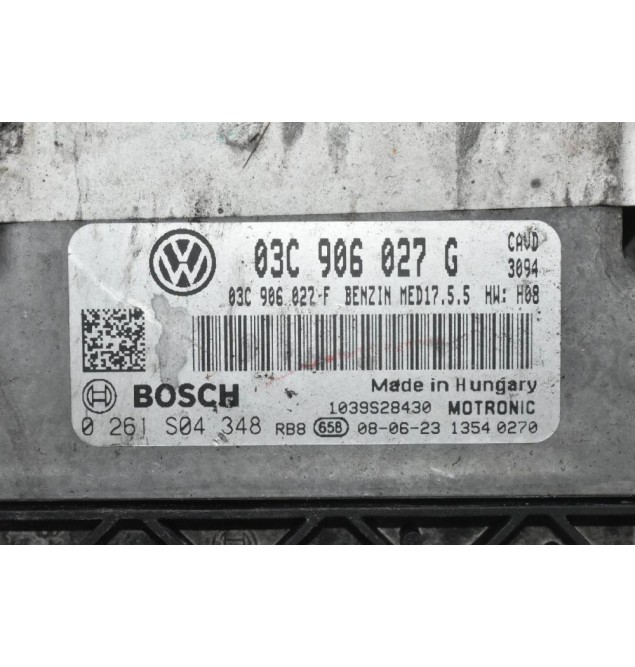 03C 906 027 G CAVD
3094
03C 906 027-F BENZIN MED17.5.5 HW: H08
BOSCH
Made in Hungary
1039S28430 MOTRONIC
0 261 S04 348 RB8 658 08-06-23 1354 0270